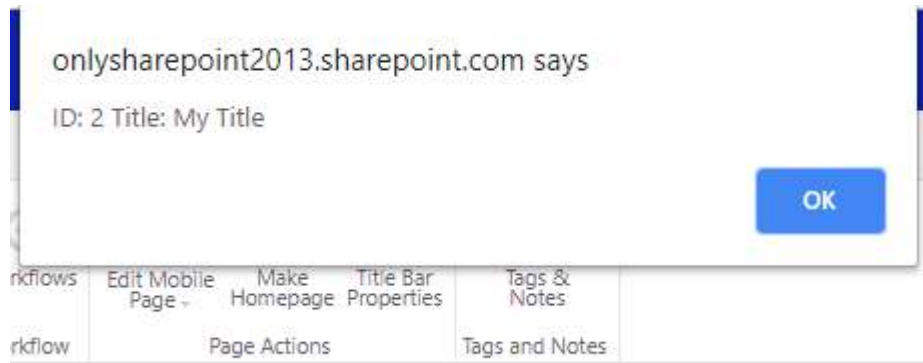 onlysharepoint2013.sharepoint.com says
ID: 2 Title: My Title
OK
rkflows
Edit Mobile
Page
Make
Homepage
Title Bar
Properties
Tags &
Notes
rkflow
Page Actions
Tags and Notes